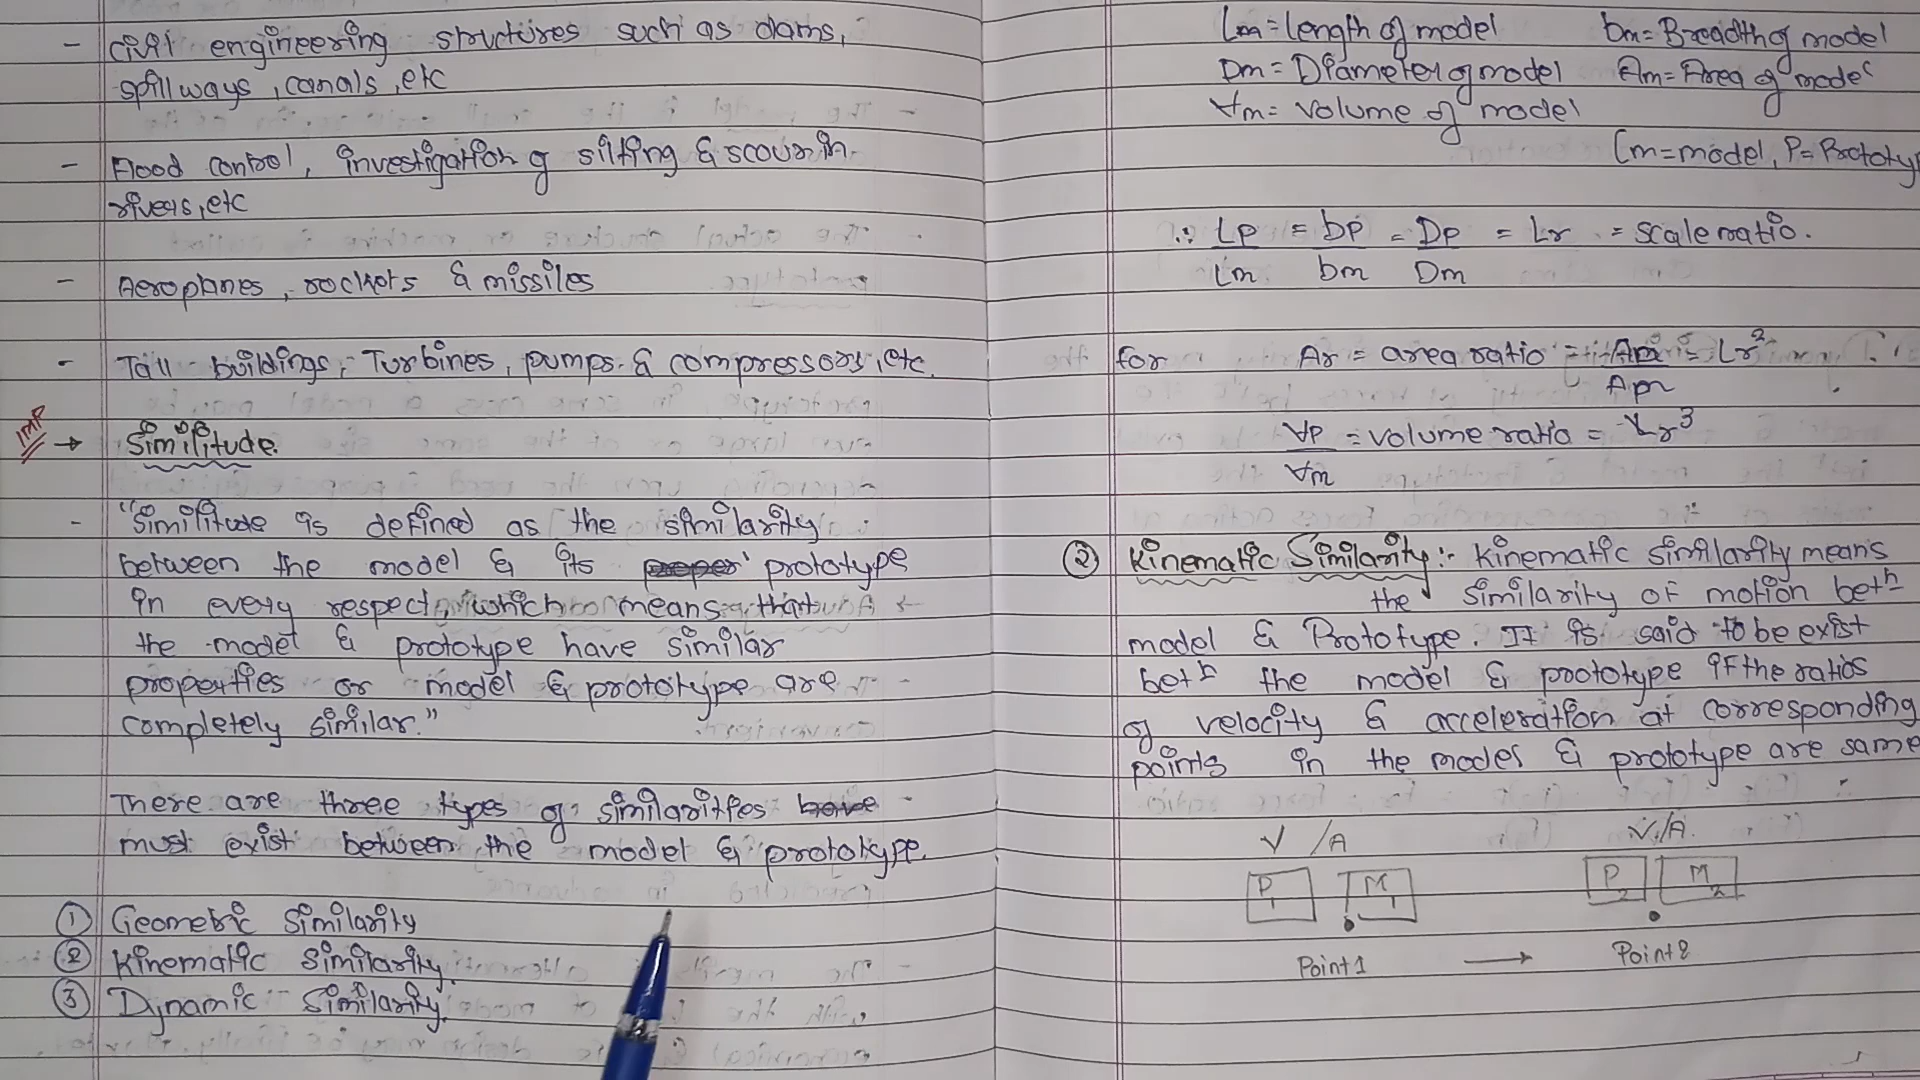 - civil engineering structures such as dams,
spillways, canals, etc
- Flood control, investigation of silting & scour in
rivers, etc
- Aeroplanes, rockets & missiles
- Tall buildings, Turbines, pumps & compressors, etc.
IMP → Similitude.
- "Similitude is defined as the similarity
between the model & its proper prototype
in every respect, which means that
the model & prototype have similar
properties or model & prototype are
completely similar."
There are three types of similarities have
must exist between the model & prototype.
① Geometric Similarity
② Kinematic Similarity
③ Dynamic Similarity.
Lm = length of model bm = Breadth of model
Dm = Diameter of model Am = Area of model
∀m = volume of model
(m = model, P = Prototy
∴ LP/Lm = bP/bm = DP/Dm = Lr = scale ratio.
for Ar = area ratio = Ap/Am = Lr²
∀P/∀m = volume ratio = Lr³
② Kinematic Similarity :- Kinematic similarity means
the similarity of motion betⁿ
model & Prototype. It is said to be exist
betⁿ the model & prototype if the ratios
of velocity & acceleration at corresponding
points in the model & prototype are same
V /A V/A.
P1 M1 P2 M2
Point 1 → Point 2